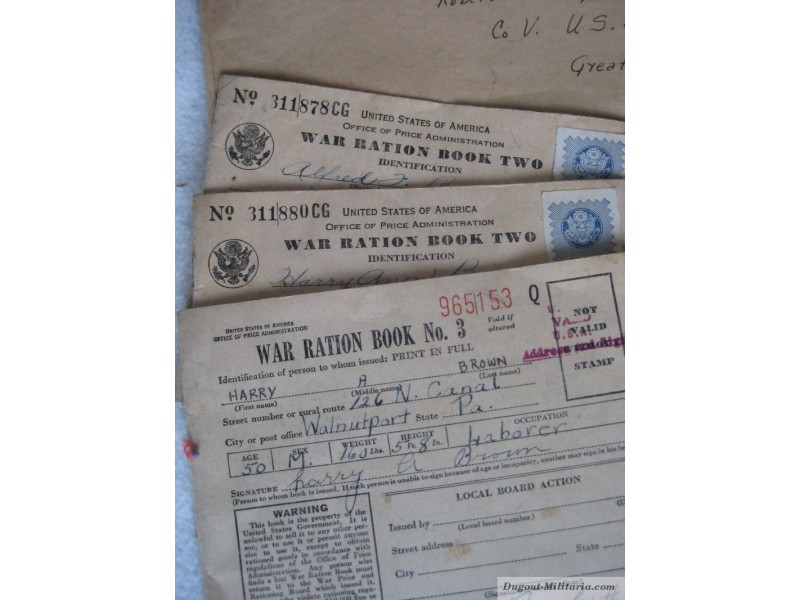 Co V. U.S.
Great
No 311878CG UNITED STATES OF AMERICA
OFFICE OF PRICE ADMINISTRATION
WAR RATION BOOK TWO
IDENTIFICATION
Alfred
No 311880CG UNITED STATES OF AMERICA
OFFICE OF PRICE ADMINISTRATION
WAR RATION BOOK TWO
IDENTIFICATION
Harry
965153 Q
UNITED STATES OF AMERICA
OFFICE OF PRICE ADMINISTRATION
Void if
altered
WAR RATION BOOK No. 3
NOT
VALID
WITHOUT
STAMP
U.S.A.
Address
Identification of person to whom issued: PRINT IN FULL
HARRY A BROWN
(First name) (Middle name) (Last name)
Street number or rural route 126 N. Canal
City or post office Walnutport State Pa.
AGE SEX WEIGHT HEIGHT OCCUPATION
50 M. 160 Lbs. 5 Ft. 8 In. Laborer
SIGNATURE Harry A Brown
(Person to whom book is issued. If such person is unable to sign because of age or incapacity, another may sign in his
WARNING
This book is the property of the
United States Government. It is
unlawful to sell it to any other per-
son, or to use it or permit anyone
else to use it, except to obtain
rationed goods in accordance with
regulations of the Office of Price
Administration. Any person who
finds a lost War Ration Book must
return it to the War Price and
Rationing Board which issued it.
LOCAL BOARD ACTION
Issued by
(Local board number)
Street address
City State
Dugout-Militaria.com